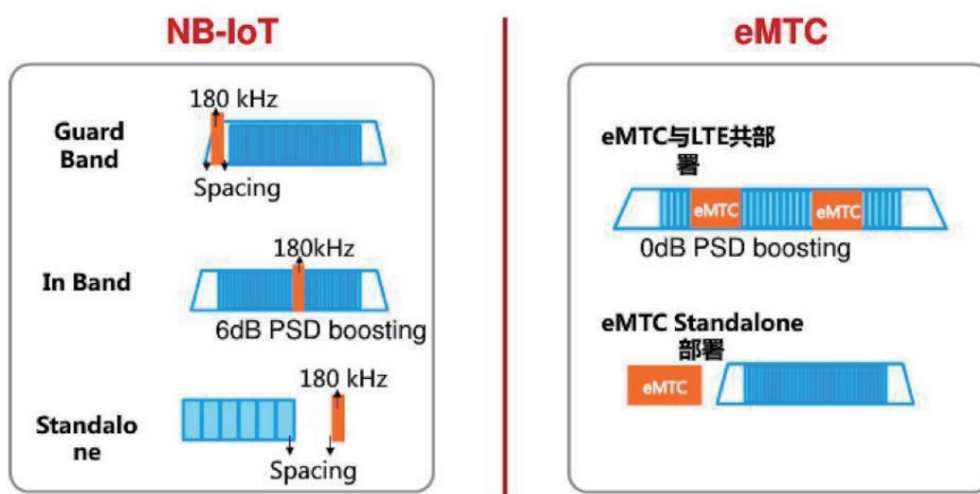 NB-IoT
180 kHz
Guard
Band
Spacing
180kHz
In Band
6dB PSD boosting
180 kHz
Standalo
ne
Spacing
eMTC
eMTC与LTE共部
署
eMTC
eMTC
0dB PSD boosting
eMTC Standalone
部署
eMTC